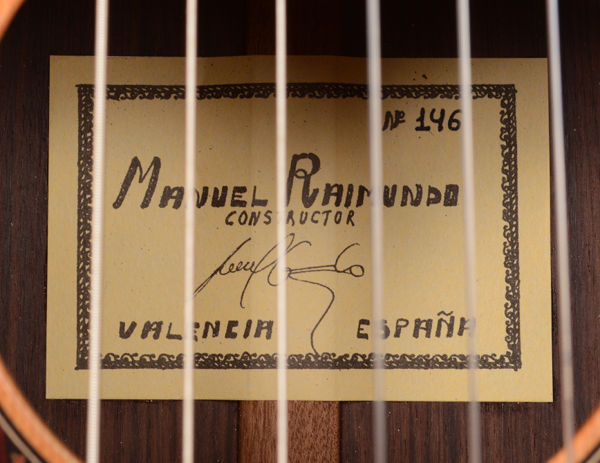 Nº 146
MANUEL RAIMUNDO
CONSTRUCTOR
VALENCIA ESPAÑA